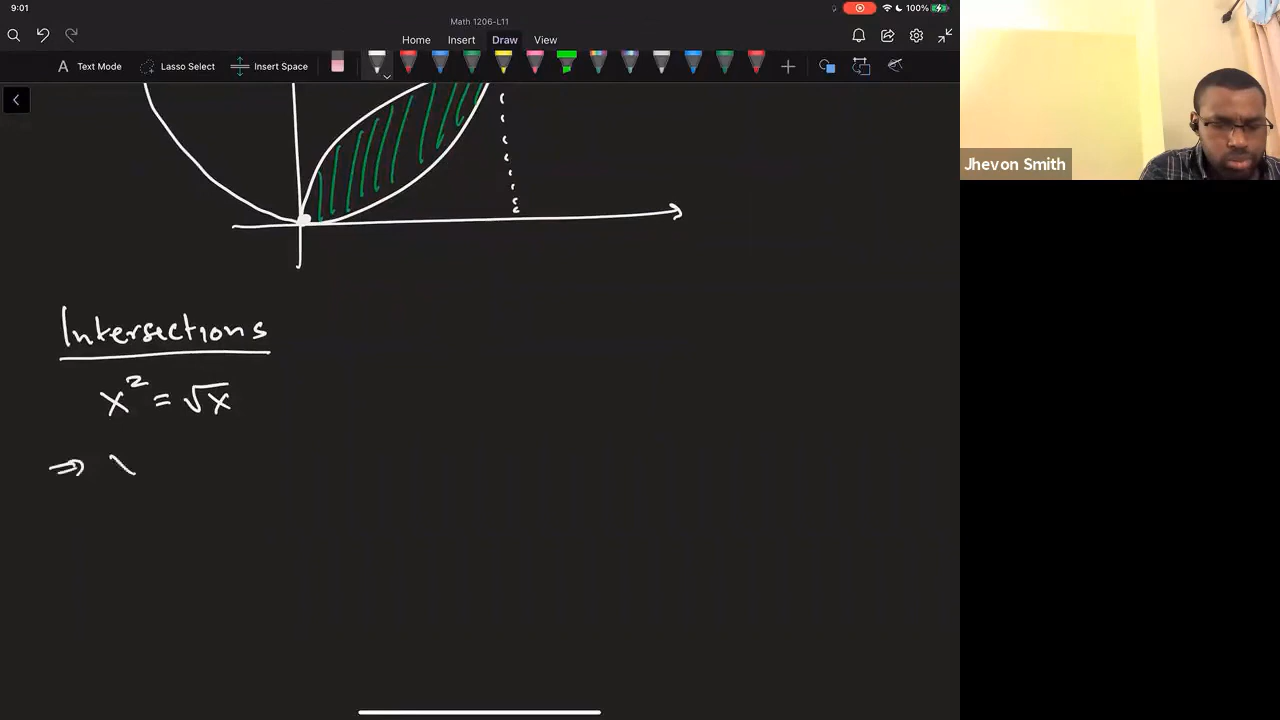 9:01
100%
Math 1206-L11
Home Insert Draw View
A Text Mode Lasso Select Insert Space
Jhevon Smith
Intersections
x² = √x
⇒